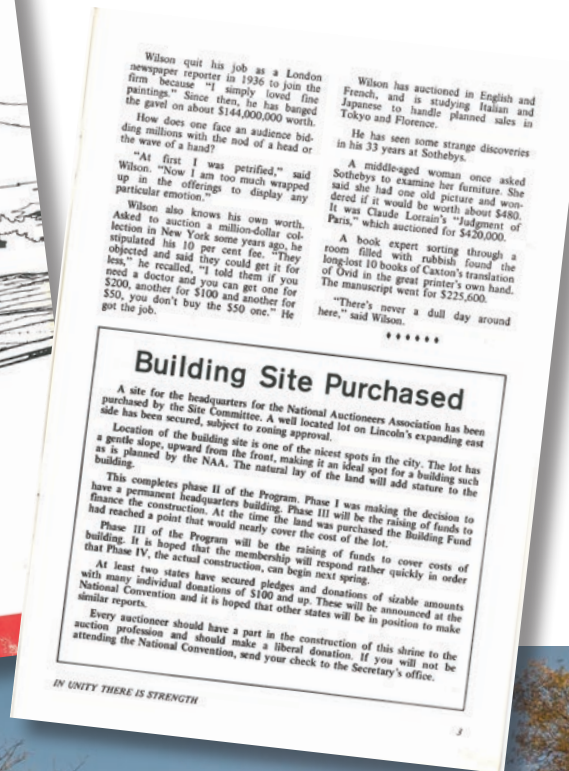 Wilson quit his job as a London
newspaper reporter in 1936 to join the
firm because "I simply loved fine
paintings." Since then, he has banged
the gavel on about $144,000,000 worth.
How does one face an audience bid-
ding millions with the nod of a head or
the wave of a hand?
"At first I was petrified," said
Wilson. "Now I am too much wrapped
up in the offerings to display any
particular emotion."
Wilson also knows his own worth.
Asked to auction a million-dollar col-
lection in New York some years ago, he
stipulated his 10 per cent fee. "They
objected and said they could get it for
less," he recalled, "I told them if you
need a doctor and you can get one for
$200, another for $100 and another for
$50, you don't buy the $50 one." He
got the job.
Wilson has auctioned in English and
French, and is studying Italian and
Japanese to handle planned sales in
Tokyo and Florence.
He has seen some strange discoveries
in his 33 years at Sothebys.
A middle-aged woman once asked
Sothebys to examine her furniture. She
said she had one old picture and won-
dered if it would be worth about $480.
It was Claude Lorrain's "Judgment of
Paris," which auctioned for $420,000.
A book expert sorting through a
room filled with rubbish found the
long-lost 10 books of Caxton's translation
of Ovid in the great printer's own hand.
The manuscript went for $225,600.
"There's never a dull day around
here," said Wilson.
♦ ♦ ♦ ♦ ♦ ♦
Building Site Purchased
A site for the headquarters for the National Auctioneers Association has been
purchased by the Site Committee. A well located lot on Lincoln's expanding east
side has been secured, subject to zoning approval.
Location of the building site is one of the nicest spots in the city. The lot has
a gentle slope, upward from the front, making it an ideal spot for a building such
as is planned by the NAA. The natural lay of the land will add stature to the
building.
This completes phase II of the Program. Phase I was making the decision to
have a permanent headquarters building. Phase III will be the raising of funds to
finance the construction. At the time the land was purchased the Building Fund
had reached a point that would nearly cover the cost of the lot.
Phase III of the Program will be the raising of funds to cover costs of
building. It is hoped that the membership will respond rather quickly in order
that Phase IV, the actual construction, can begin next spring.
At least two states have secured pledges and donations of sizable amounts
with many individual donations of $100 and up. These will be announced at the
National Convention and it is hoped that other states will be in position to make
similar reports.
Every auctioneer should have a part in the construction of this shrine to the
auction profession and should make a liberal donation. If you will not be
attending the National Convention, send your check to the Secretary's office.
IN UNITY THERE IS STRENGTH
3